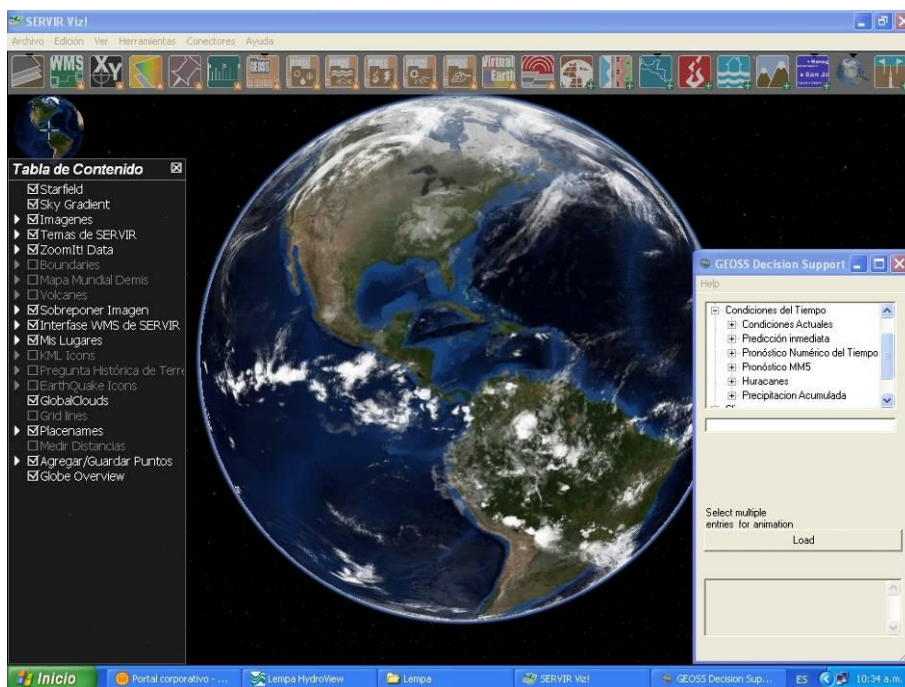 SERVIR Viz!
Archivo Edición Ver Herramientas Conectores Ayuda
WMS
XY
GEOSS
Virtual Earth
Tabla de Contenido
Starfield
Sky Gradient
Imagenes
Temas de SERVIR
ZoomIt! Data
Boundaries
Mapa Mundial Demis
Volcanes
Sobreponer Imagen
Interfase WMS de SERVIR
Mis Lugares
KML Icons
Pregunta Histórica de Terre
EarthQuake Icons
GlobalClouds
Grid lines
Placenames
Medir Distancias
Agregar/Guardar Puntos
Globe Overview
GEOSS Decision Support
Help
Condiciones del Tiempo
Condiciones Actuales
Predicción inmediata
Pronóstico Numérico del Tiempo
Pronóstico MM5
Huracanes
Precipitacion Acumulada
Select multiple
entries for animation
Load
Inicio
Portal corporativo - ...
Lempa HydroView
Lempa
SERVIR Viz!
GEOSS Decision Sup...
ES
10:34 a.m.